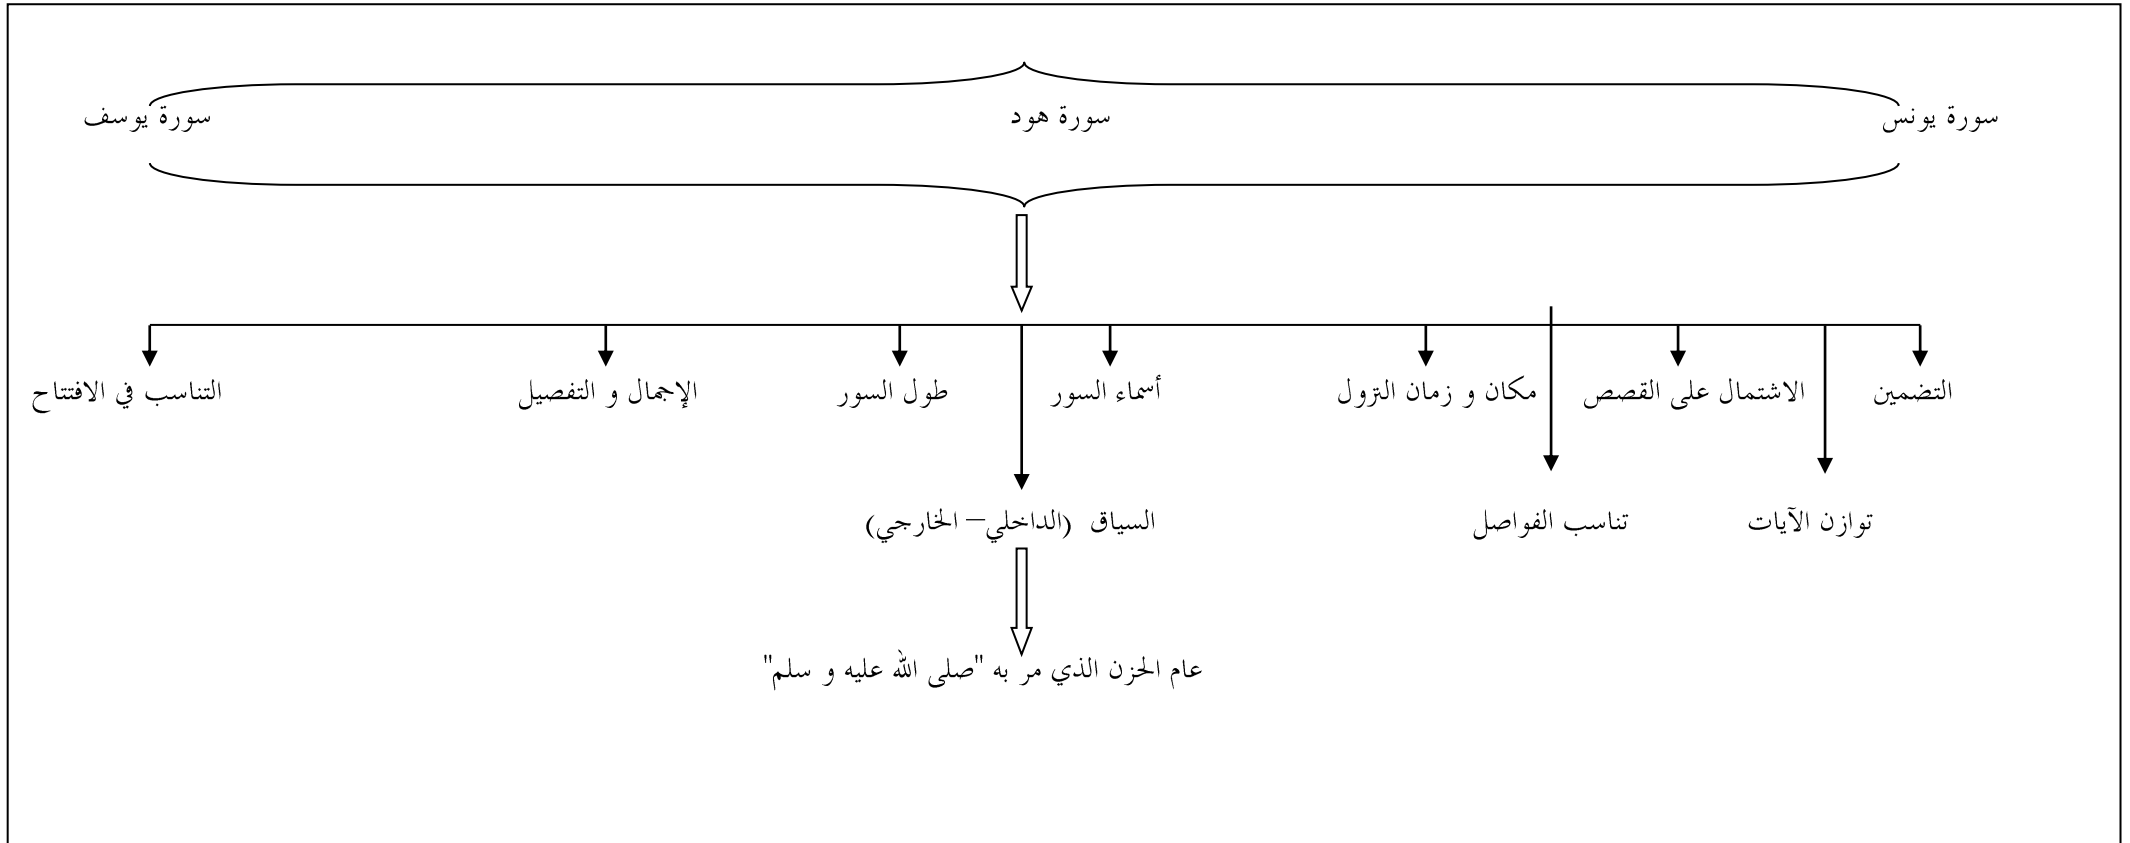 سورة يونس سورة هود سورة يوسف
التضمين الاشتمال على القصص مكان و زمان النزول أسماء السور طول السور الإجمال و التفصيل التناسب في الافتتاح
توازن الآيات تناسب الفواصل السياق (الداخلي– الخارجي)
عام الحزن الذي مر به "صلى الله عليه و سلم"